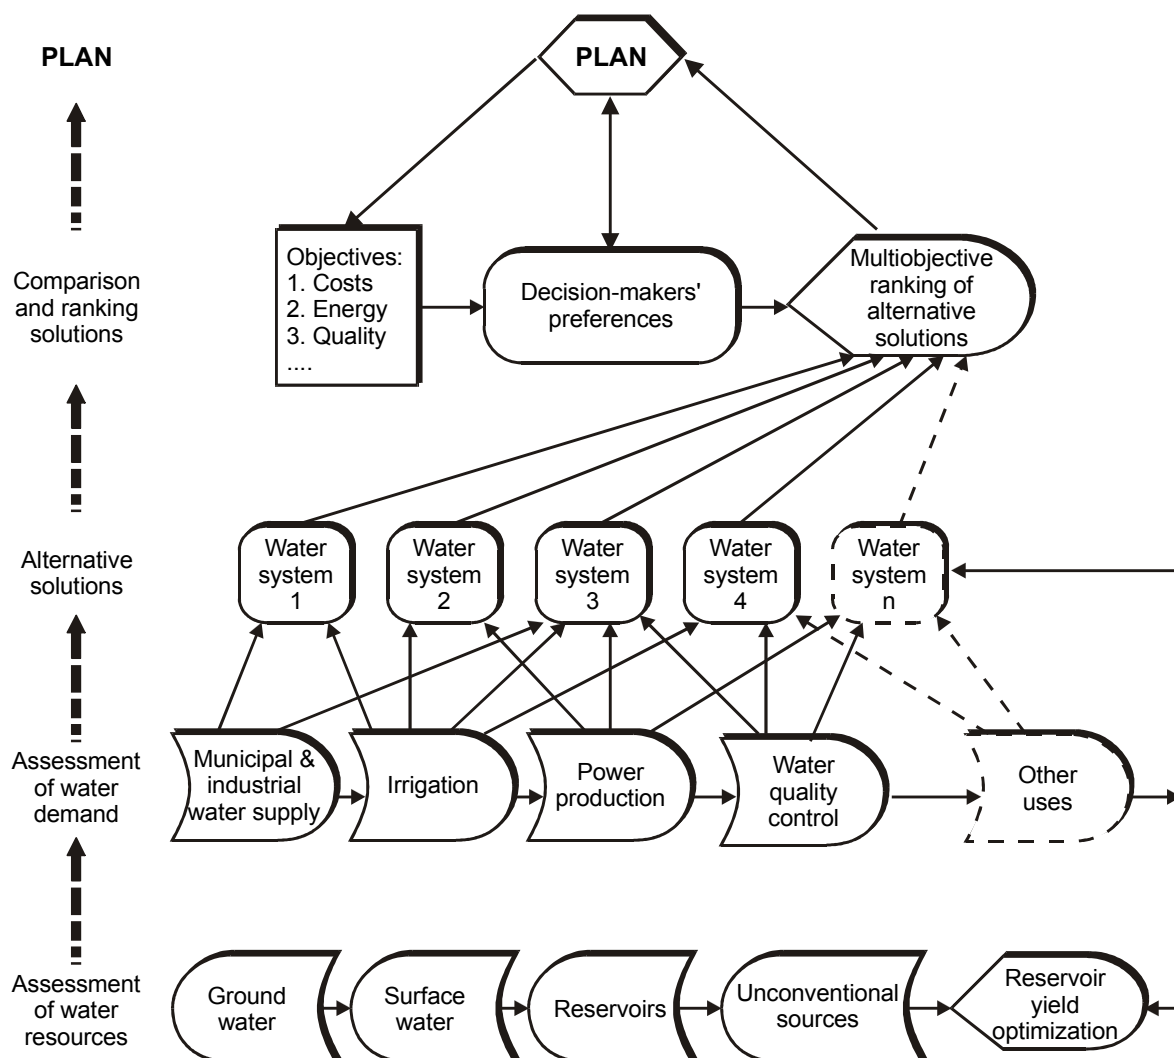 PLAN
PLAN
Objectives:
1. Costs
2. Energy
3. Quality
....
Decision-makers'
preferences
Multiobjective
ranking of
alternative
solutions
Comparison
and ranking
solutions
Alternative
solutions
Water
system
1
Water
system
2
Water
system
3
Water
system
4
Water
system
n
Assessment
of water
demand
Municipal &
industrial
water supply
Irrigation
Power
production
Water
quality
control
Other
uses
Assessment
of water
resources
Ground
water
Surface
water
Reservoirs
Unconventional
sources
Reservoir
yield
optimization